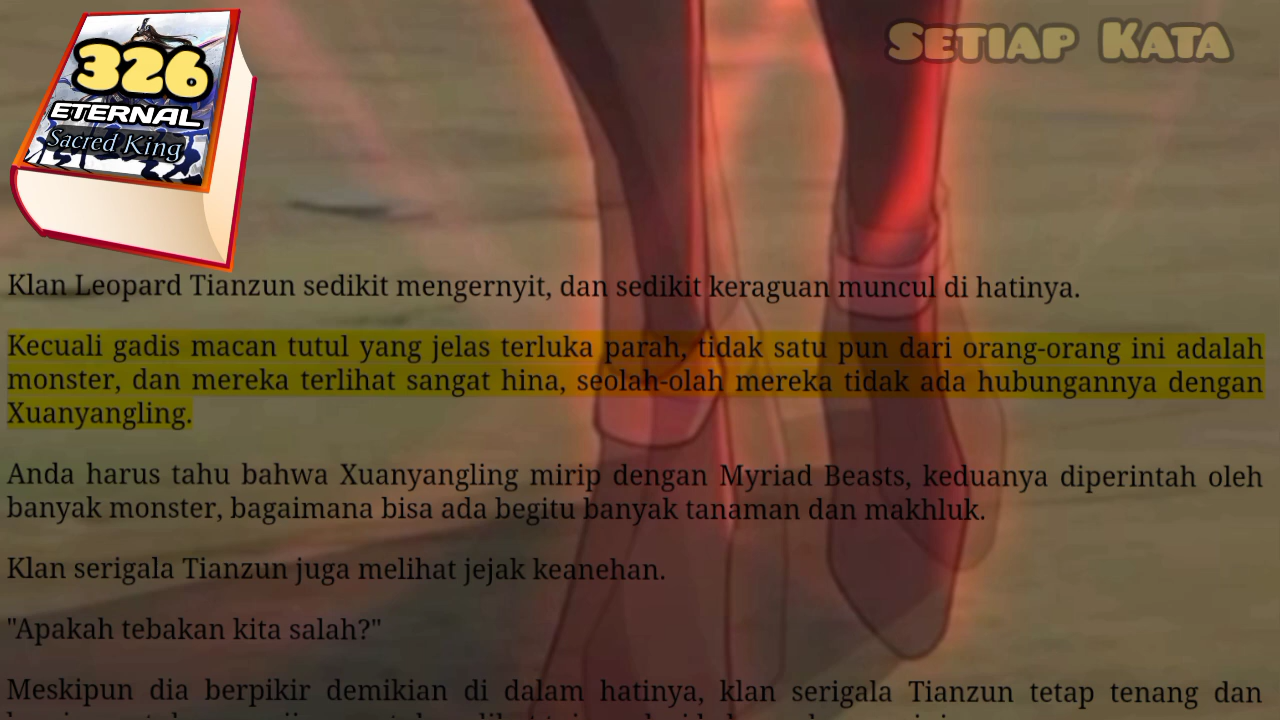 Setiap Kata
326
ETERNAL
Sacred King
Klan Leopard Tianzun sedikit mengernyit, dan sedikit keraguan muncul di hatinya.
Kecuali gadis macan tutul yang jelas terluka parah, tidak satu pun dari orang-orang ini adalah
monster, dan mereka terlihat sangat hina, seolah-olah mereka tidak ada hubungannya dengan
Xuanyangling.
Anda harus tahu bahwa Xuanyangling mirip dengan Myriad Beasts, keduanya diperintah oleh
banyak monster, bagaimana bisa ada begitu banyak tanaman dan makhluk.
Klan serigala Tianzun juga melihat jejak keanehan.
"Apakah tebakan kita salah?"
Meskipun dia berpikir demikian di dalam hatinya, klan serigala Tianzun tetap tenang dan